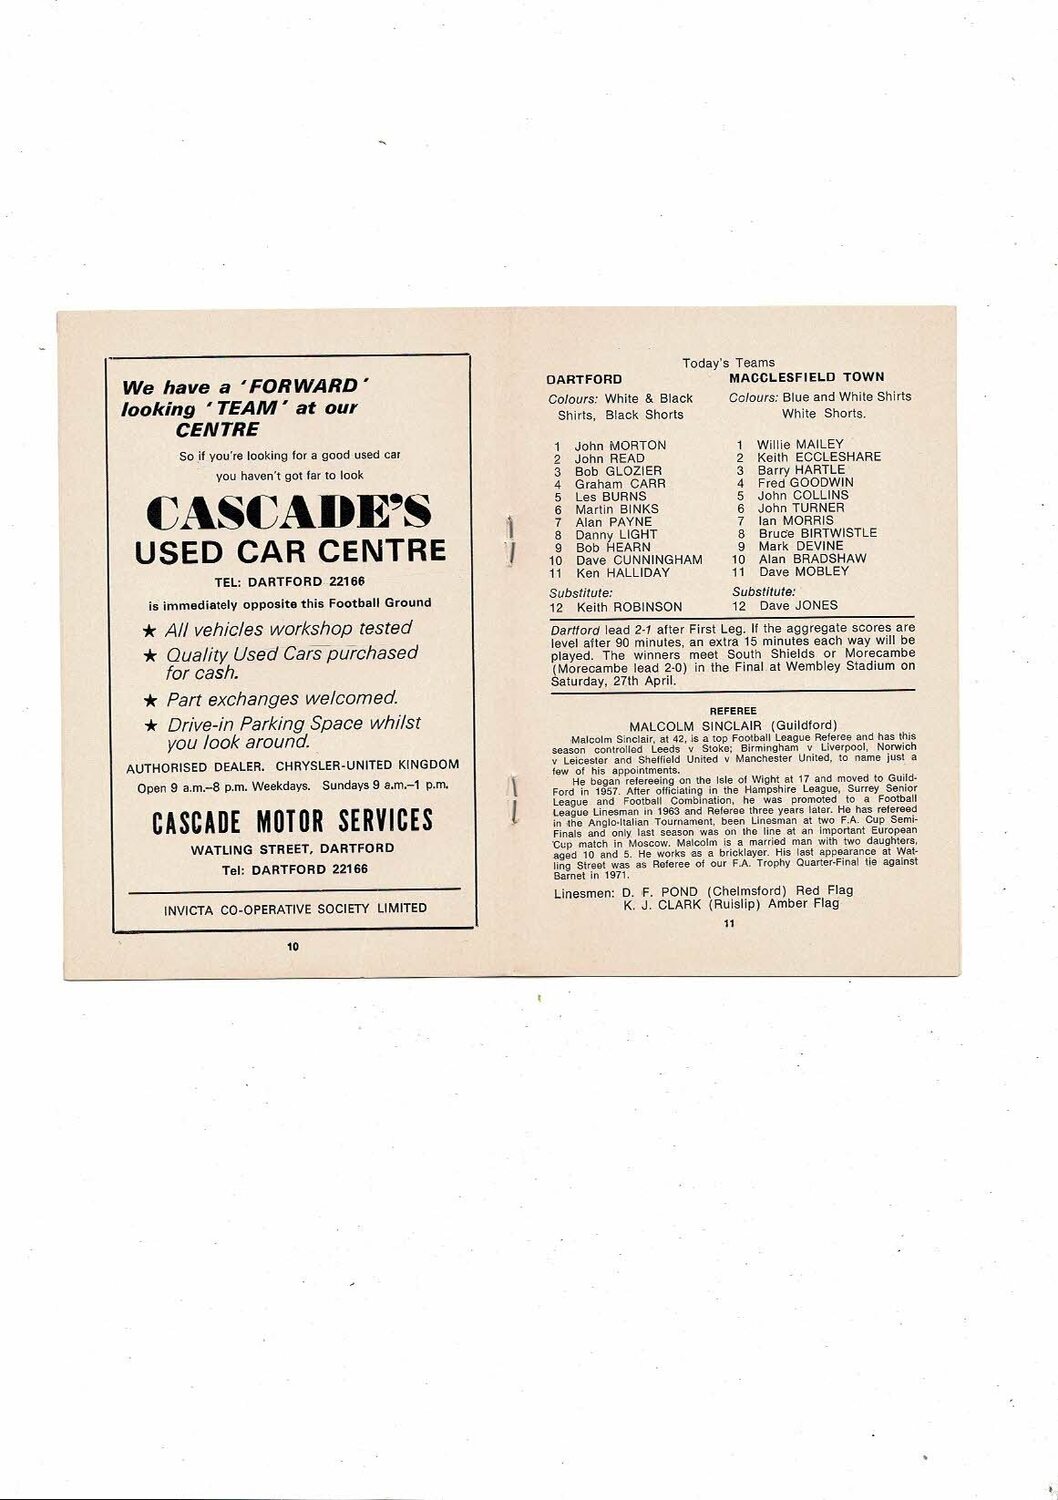 We have a 'FORWARD'
looking 'TEAM' at our
CENTRE
So if you're looking for a good used car
you haven't got far to look
CASCADE'S
USED CAR CENTRE
TEL: DARTFORD 22166
is immediately opposite this Football Ground
★ All vehicles workshop tested
★ Quality Used Cars purchased
for cash.
★ Part exchanges welcomed.
★ Drive-in Parking Space whilst
you look around.
AUTHORISED DEALER. CHRYSLER-UNITED KINGDOM
Open 9 a.m.–8 p.m. Weekdays. Sundays 9 a.m.–1 p.m.
CASCADE MOTOR SERVICES
WATLING STREET, DARTFORD
Tel: DARTFORD 22166
INVICTA CO-OPERATIVE SOCIETY LIMITED
10
Today's Teams
DARTFORD
Colours: White & Black
Shirts, Black Shorts
1 John MORTON
2 John READ
3 Bob GLOZIER
4 Graham CARR
5 Les BURNS
6 Martin BINKS
7 Alan PAYNE
8 Danny LIGHT
9 Bob HEARN
10 Dave CUNNINGHAM
11 Ken HALLIDAY
Substitute:
12 Keith ROBINSON
MACCLESFIELD TOWN
Colours: Blue and White Shirts
White Shorts.
1 Willie MAILEY
2 Keith ECCLESHARE
3 Barry HARTLE
4 Fred GOODWIN
5 John COLLINS
6 John TURNER
7 Ian MORRIS
8 Bruce BIRTWISTLE
9 Mark DEVINE
10 Alan BRADSHAW
11 Dave MOBLEY
Substitute:
12 Dave JONES
Dartford lead 2-1 after First Leg. If the aggregate scores are
level after 90 minutes, an extra 15 minutes each way will be
played. The winners meet South Shields or Morecambe
(Morecambe lead 2-0) in the Final at Wembley Stadium on
Saturday, 27th April.
REFEREE
MALCOLM SINCLAIR (Guildford)
Malcolm Sinclair, at 42, is a top Football League Referee and has this
season controlled Leeds v Stoke; Birmingham v Liverpool, Norwich
v Leicester and Sheffield United v Manchester United, to name just a
few of his appointments.
He began refereeing on the Isle of Wight at 17 and moved to Guild-
Ford in 1957. After officiating in the Hampshire League, Surrey Senior
League and Football Combination, he was promoted to a Football
League Linesman in 1963 and Referee three years later. He has refereed
in the Anglo-Italian Tournament, been Linesman at two F.A. Cup Semi-
Finals and only last season was on the line at an important European
Cup match in Moscow. Malcolm is a married man with two daughters,
aged 10 and 5. He works as a bricklayer. His last appearance at Wat-
ling Street was as Referee of our F.A. Trophy Quarter-Final tie against
Barnet in 1971.
Linesmen: D. F. POND (Chelmsford) Red Flag
K. J. CLARK (Ruislip) Amber Flag
11